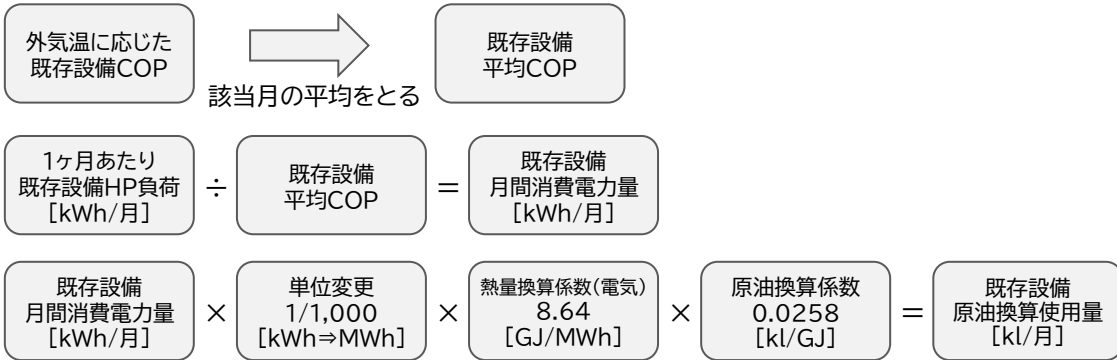 外気温に応じた
既存設備COP
該当月の平均をとる
既存設備
平均COP
1ヶ月あたり
既存設備HP負荷
[kWh/月]
÷
既存設備
平均COP
=
既存設備
月間消費電力量
[kWh/月]
既存設備
月間消費電力量
[kWh/月]
×
単位変更
1/1,000
[kWh⇒MWh]
×
熱量換算係数(電気)
8.64
[GJ/MWh]
×
原油換算係数
0.0258
[kl/GJ]
=
既存設備
原油換算使用量
[kl/月]